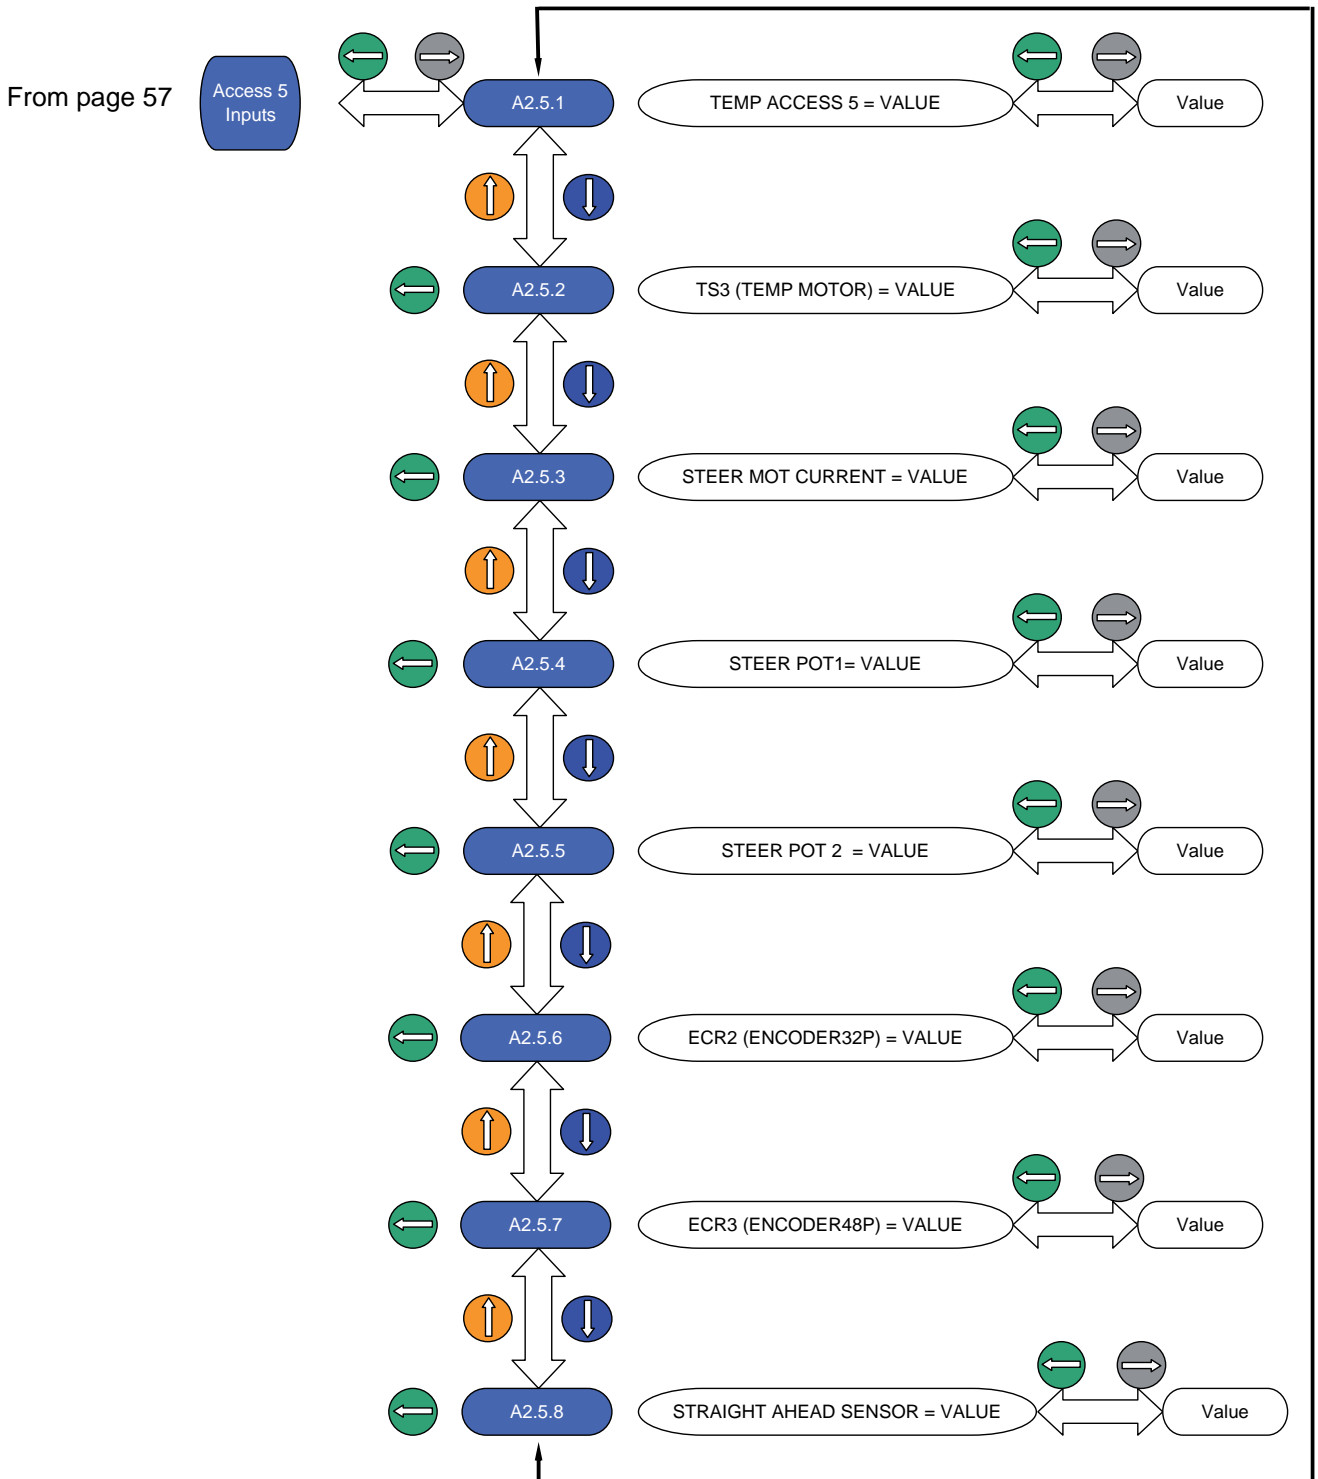 From page 57
Access 5
Inputs
A2.5.1
TEMP ACCESS 5 = VALUE
Value
A2.5.2
TS3 (TEMP MOTOR) = VALUE
Value
A2.5.3
STEER MOT CURRENT = VALUE
Value
A2.5.4
STEER POT1= VALUE
Value
A2.5.5
STEER POT 2  = VALUE
Value
A2.5.6
ECR2 (ENCODER32P) = VALUE
Value
A2.5.7
ECR3 (ENCODER48P) = VALUE
Value
A2.5.8
STRAIGHT AHEAD SENSOR = VALUE
Value